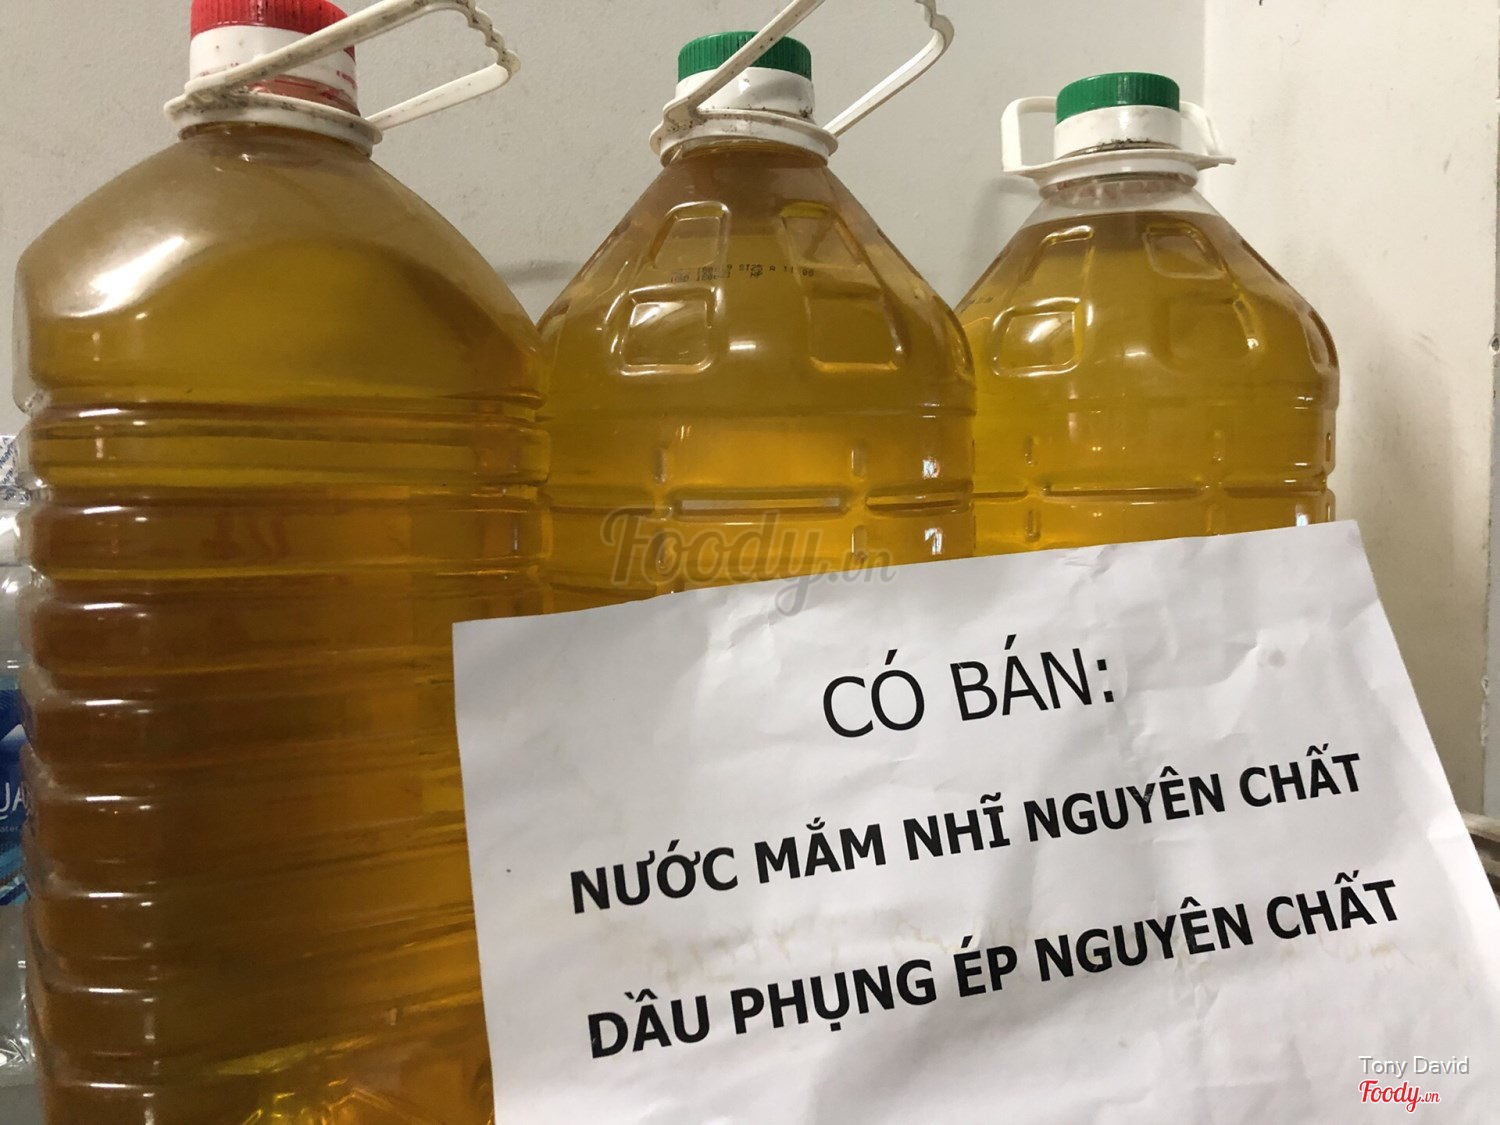 Foody.vn
CÓ BÁN:
NƯỚC MẮM NHĨ NGUYÊN CHẤT
DẦU PHỤNG ÉP NGUYÊN CHẤT
Tony David
Foody.vn